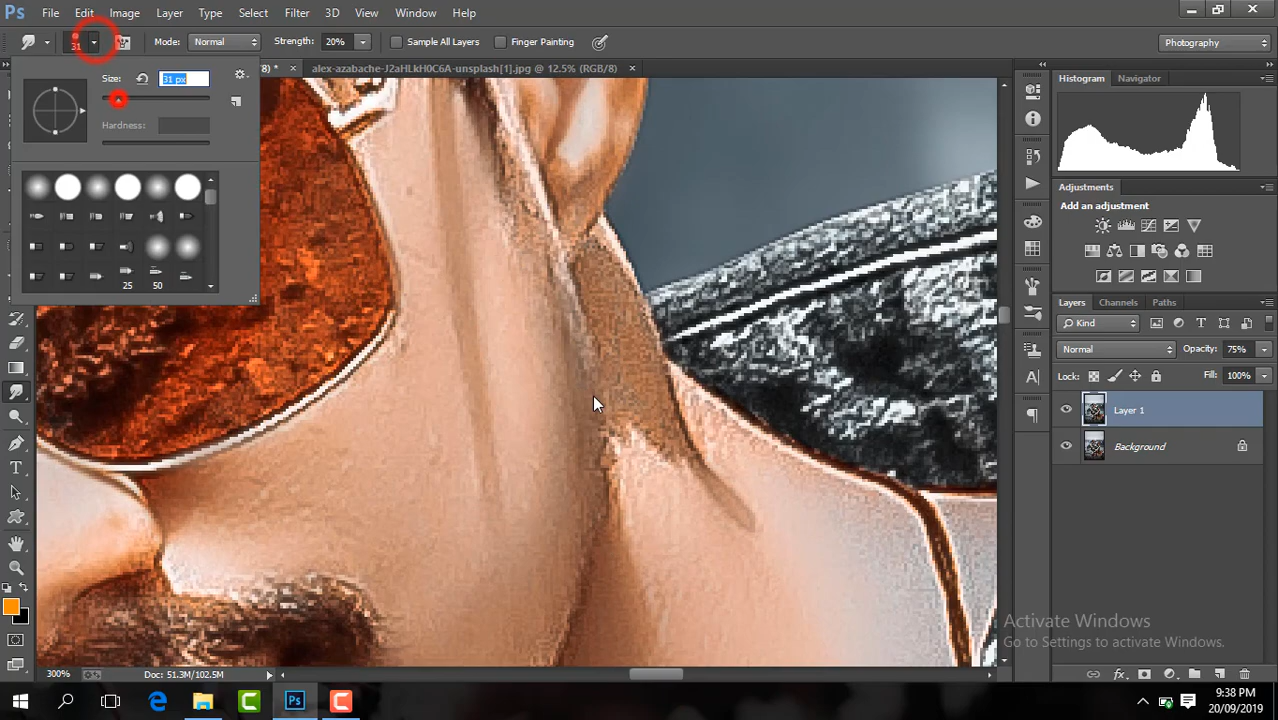 Ps File Edit Image Layer Type Select Filter 3D View Window Help
31 Mode: Normal Strength: 20% Sample All Layers Finger Painting Photography
/8) * × alex-azabache-J2aHLkH0C6A-unsplash[1].jpg @ 12.5% (RGB/8) ×
Size: 31 px
Hardness:
25 50
Histogram Navigator
Adjustments
Add an adjustment
Layers Channels Paths
Kind
Normal Opacity: 75%
Lock: Fill: 100%
Layer 1
Background
Activate Windows
Go to Settings to activate Windows.
300% Doc: 51.3M/102.5M
9:38 PM
20/09/2019